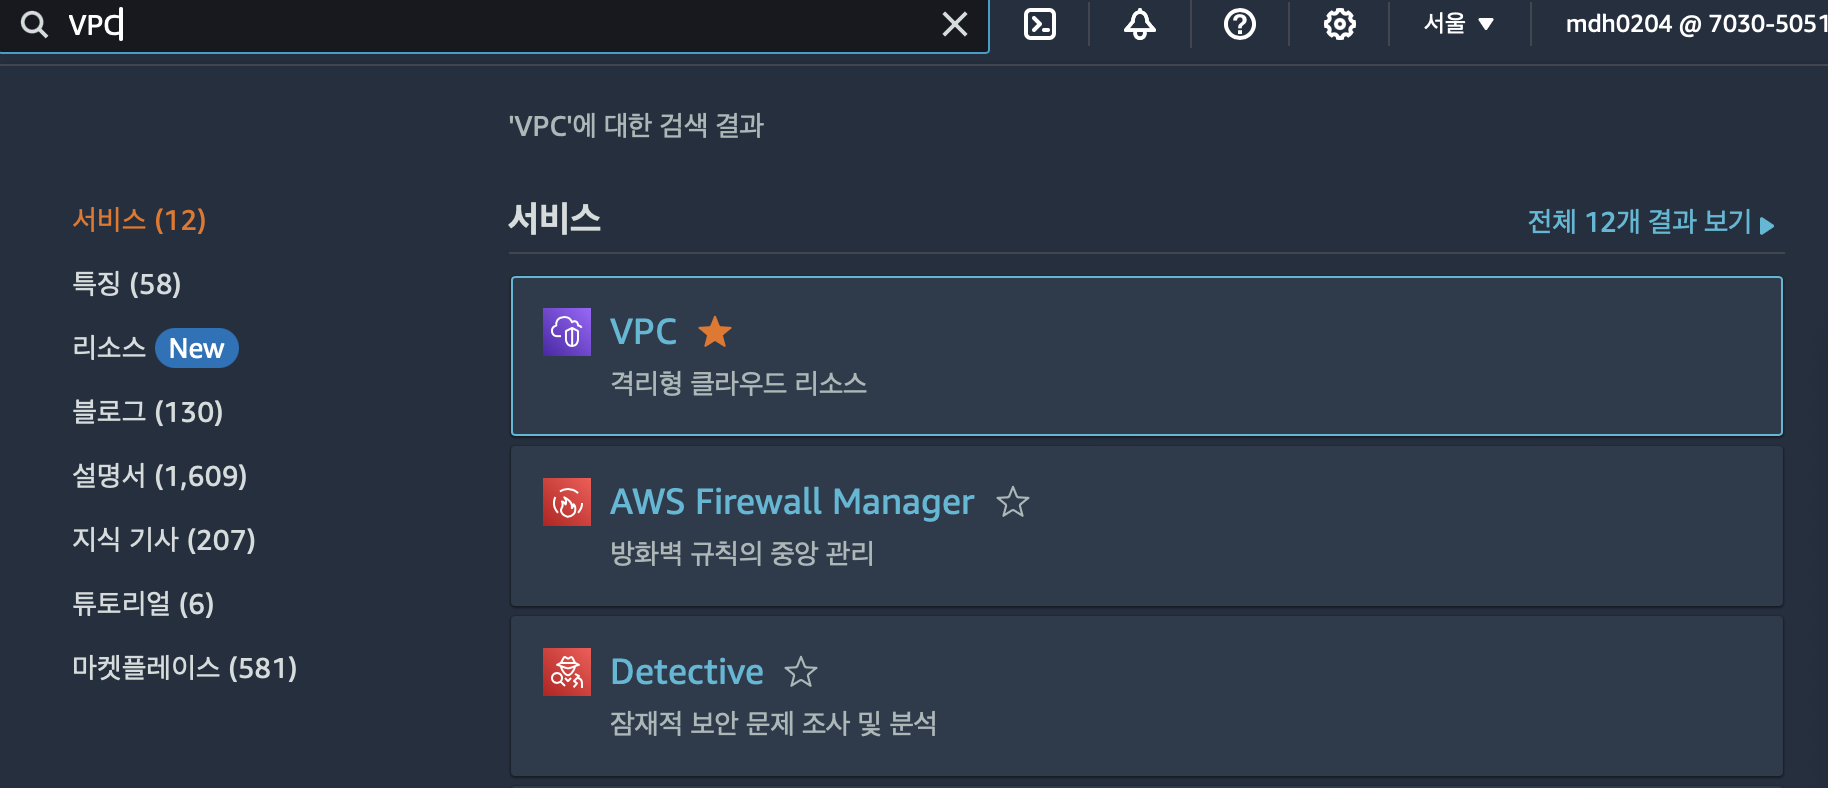 VPC
서울
mdh0204 @ 7030-5051
'VPC'에 대한 검색 결과
서비스 (12)
특징 (58)
리소스 New
블로그 (130)
설명서 (1,609)
지식 기사 (207)
튜토리얼 (6)
마켓플레이스 (581)
서비스
전체 12개 결과 보기
VPC
격리형 클라우드 리소스
AWS Firewall Manager
방화벽 규칙의 중앙 관리
Detective
잠재적 보안 문제 조사 및 분석